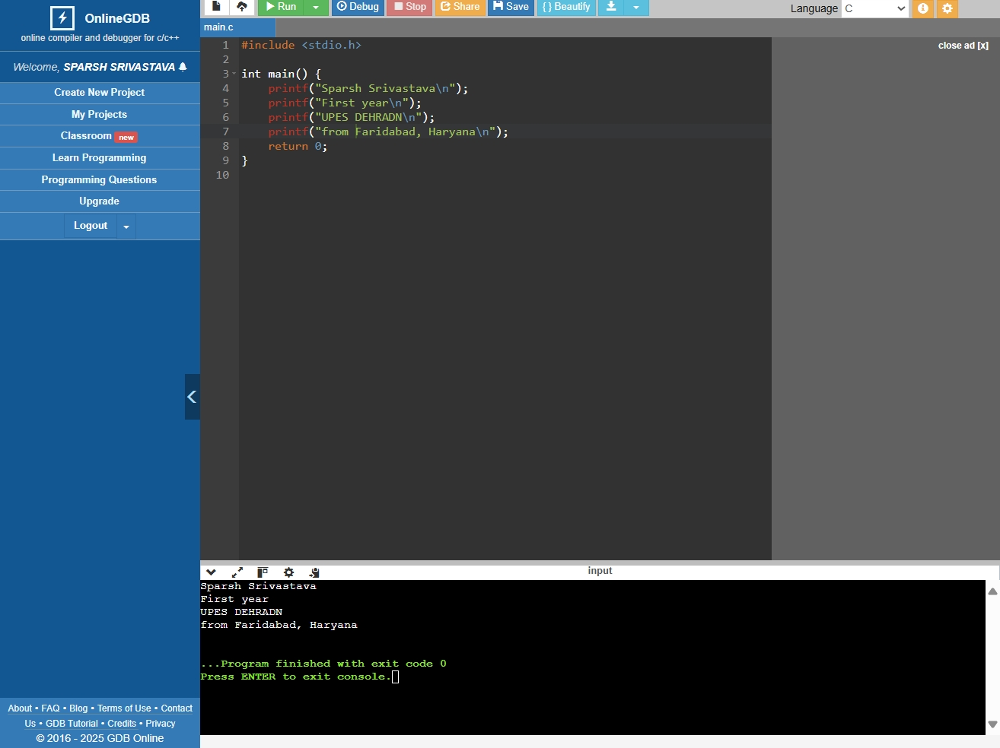 OnlineGDB
online compiler and debugger for c/c++
Welcome, SPARSH SRIVASTAVA
Create New Project
My Projects
Classroom new
Learn Programming
Programming Questions
Upgrade
Logout
About • FAQ • Blog • Terms of Use • Contact
Us • GDB Tutorial • Credits • Privacy
© 2016 - 2025 GDB Online
Run Debug Stop Share Save { } Beautify Language C
main.c
close ad [x]
1 #include <stdio.h>
2
3 int main() {
4     printf("Sparsh Srivastava\n");
5     printf("First year\n");
6     printf("UPES DEHRADN\n");
7     printf("from Faridabad, Haryana\n");
8     return 0;
9 }
10
input
Sparsh Srivastava
First year
UPES DEHRADN
from Faridabad, Haryana
...Program finished with exit code 0
Press ENTER to exit console.